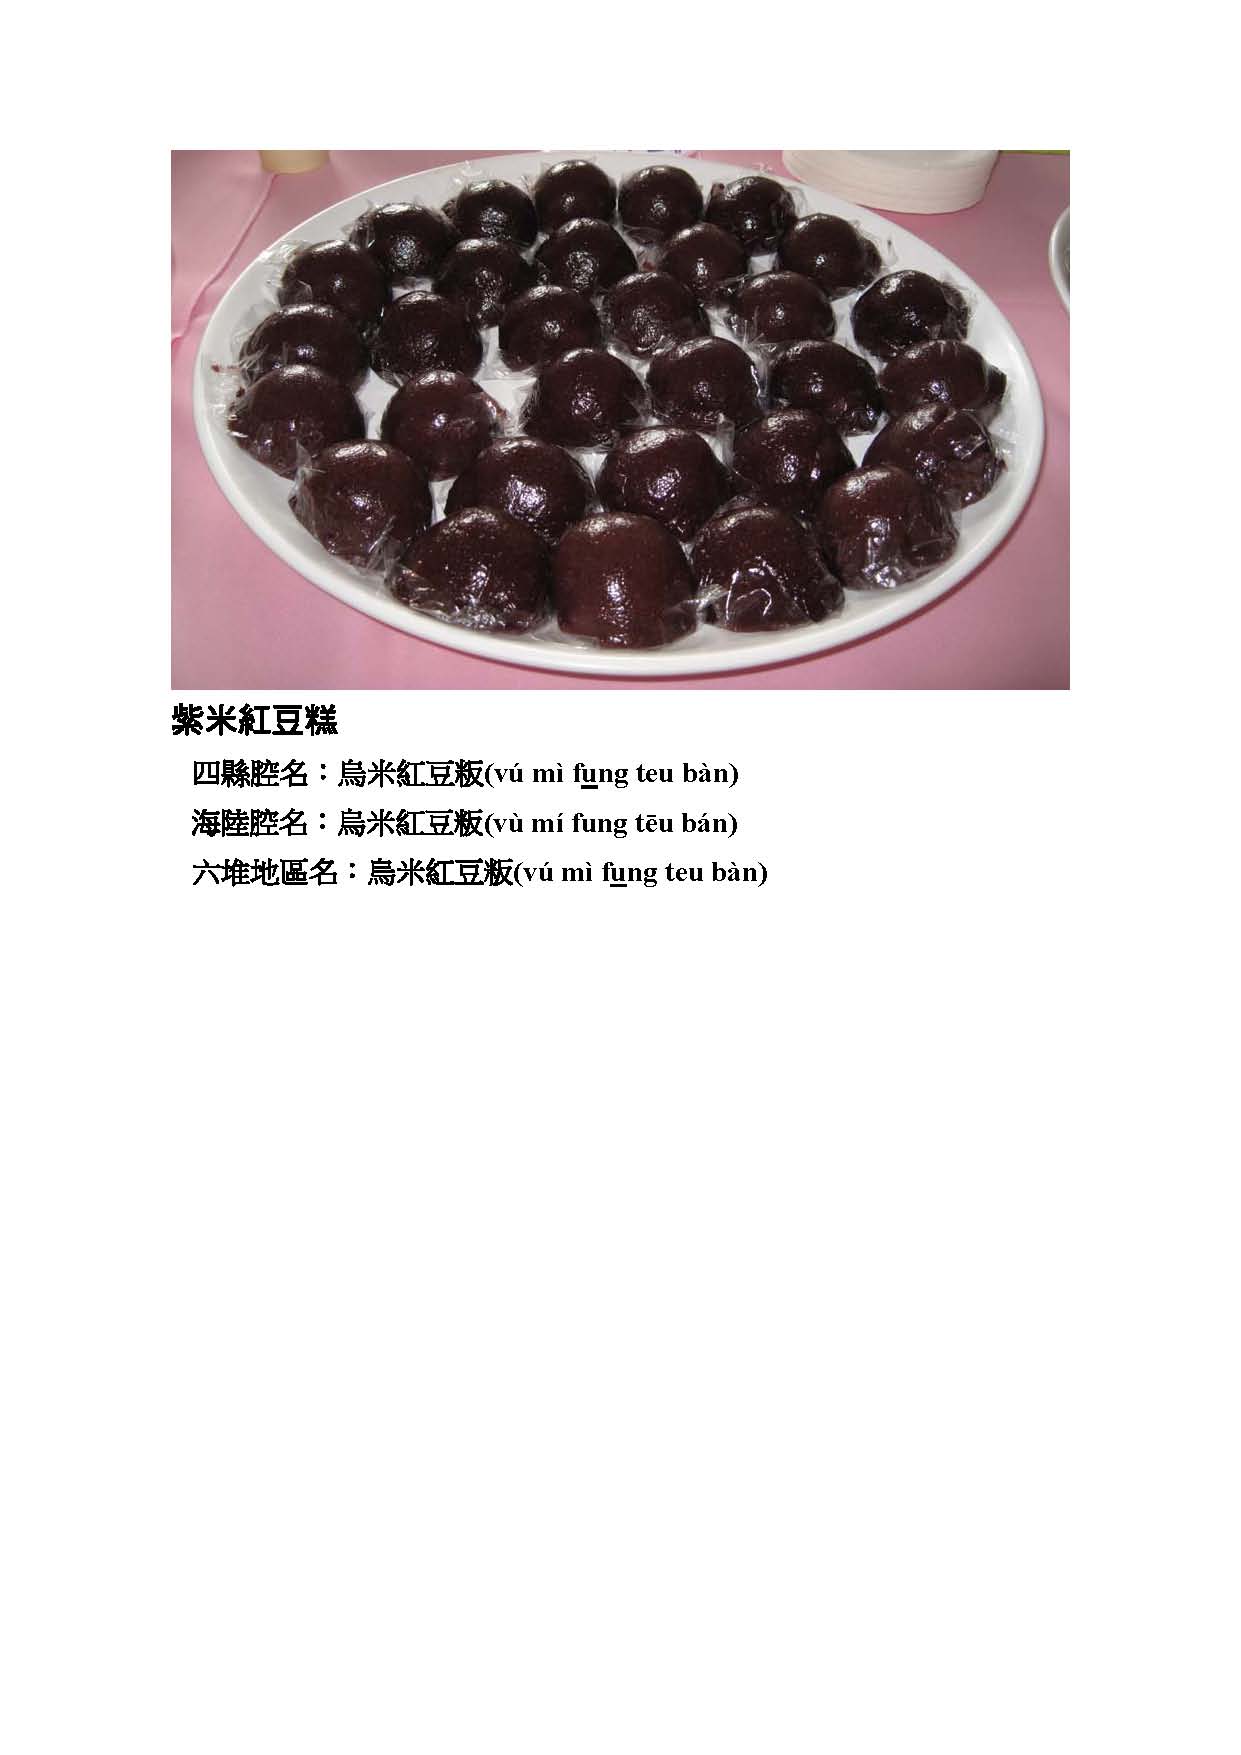 紫米紅豆糕
四縣腔名：烏米紅豆粄(vú mì fu̲ng teu bàn)
海陸腔名：烏米紅豆粄(vù mí fung tēu bán)
六堆地區名：烏米紅豆粄(vú mì fu̲ng teu bàn)